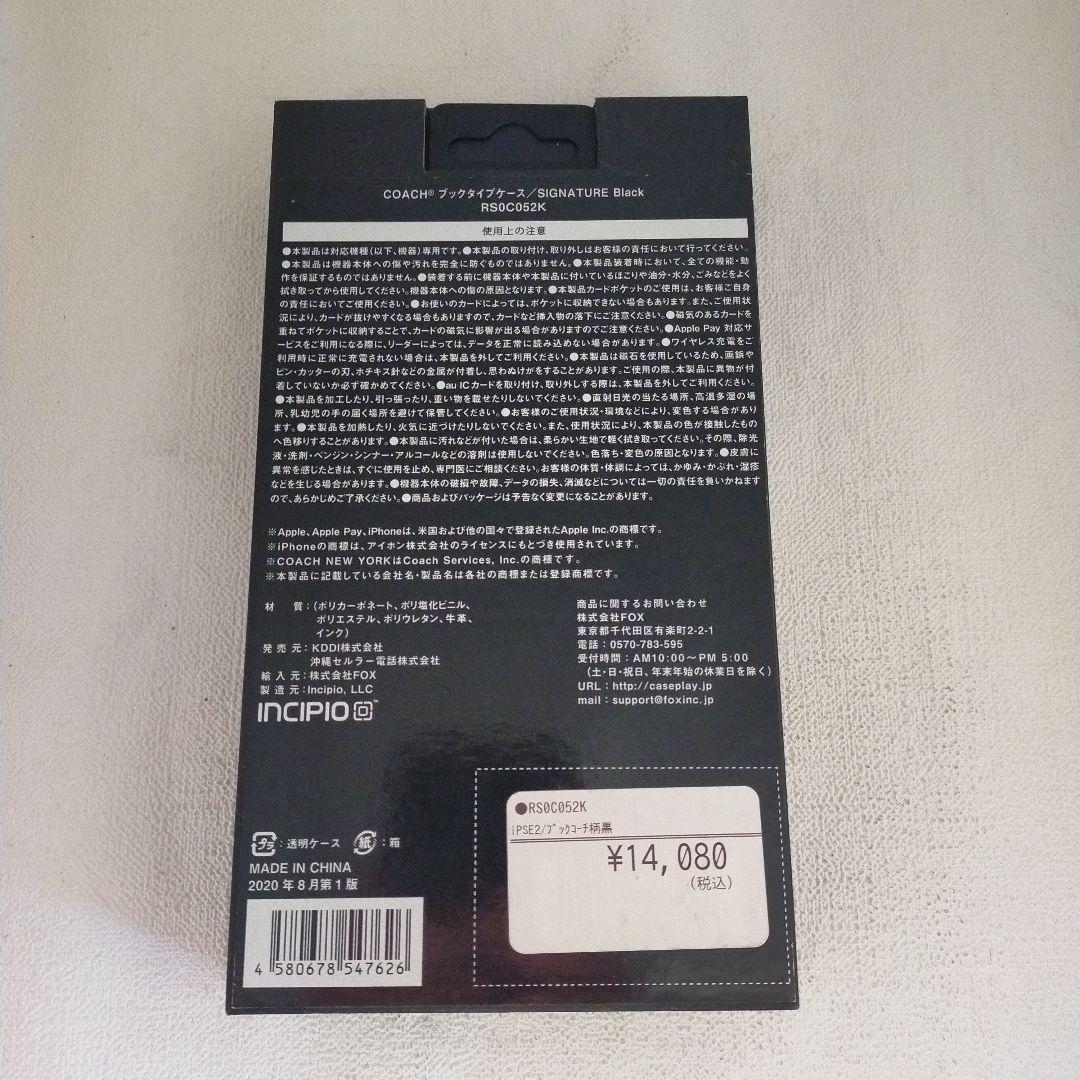 COACH® ブックタイプケース／SIGNATURE Black
RS0C052K
使用上の注意
●本製品は対応機種(以下、機器)専用です。●本製品の取り付け、取り外しはお客様の責任において行ってください。
●本製品は機器本体への傷や汚れを完全に防ぐものではありません。●本製品装着時において、全ての機能・動
作を保証するものではありません。●装着する前に機器本体や本製品に付いているほこりや油分・水分、ごみなどをよく
拭き取ってから使用してください。機器本体への傷の原因となります。●本製品カードポケットのご使用は、お客様ご自身
の責任においてご使用ください。●お使いのカードによっては、ポケットに収納できない場合もあります。また、ご使用状
況により、カードが抜けやすくなる場合もありますので、カードなど挿入物の落下にご注意ください。●磁気のあるカードを
重ねてポケットに収納することで、カードの磁気に影響が出る場合がありますのでご注意ください。●Apple Pay 対応サ
ービスをご利用になる際に、リーダーによっては、データを正常に読み込めない場合があります。●ワイヤレス充電をご
利用時に正常に充電されない場合は、本製品を外してご利用ください。●本製品は磁石を使用しているため、画鋲や
ピン・カッターの刃、ホチキス針などの金属が付着し、思わぬけがをすることがあります。ご使用の際、本製品に異物が付
着していないか必ず確かめてください。●au ICカードを取り付け、取り外しする際は、本製品を外してご利用ください。
●本製品を加工したり、引っ張ったり、重い物を載せたりしないでください。●直射日光の当たる場所、高温多湿の場
所、乳幼児の手の届く場所を避けて保管してください。●お客様のご使用状況・環境などにより、変色する場合があり
ます。●本製品を加熱したり、火気に近づけたりしないでください。また、使用状況により、本製品の色が接触したもの
へ色移りすることがあります。●本製品に汚れなどが付いた場合は、柔らかい生地で軽く拭き取ってください。その際、除光
液・洗剤・ベンジン・シンナー・アルコールなどの溶剤は使用しないでください。色落ち・変色の原因となります。●皮膚に
異常を感じたときは、すぐに使用を止め、専門医にご相談ください。お客様の体質・体調によっては、かゆみ・かぶれ・湿疹
などを生じる場合があります。●機器本体の破損や故障、データの損失、消滅などについては一切の責任を負いかねます
ので、あらかじめご了承ください。●商品およびパッケージは予告なく変更になることがあります。
※Apple、Apple Pay、iPhoneは、米国および他の国々で登録されたApple Inc.の商標です。
※iPhoneの商標は、アイホン株式会社のライセンスにもとづき使用されています。
※COACH NEW YORKはCoach Services, Inc.の商標です。
※本製品に記載している会社名・製品名は各社の商標または登録商標です。
材　質：(ポリカーボネート、ポリ塩化ビニル、
ポリエステル、ポリウレタン、牛革、
インク)
発 売 元：KDDI株式会社
沖縄セルラー電話株式会社
輸 入 元：株式会社FOX
製 造 元：Incipio, LLC
INCIPIO™
商品に関するお問い合わせ
株式会社FOX
東京都千代田区有楽町2-2-1
電話：0570-783-595
受付時間：AM10:00～PM 5:00
(土・日・祝日、年末年始の休業日を除く)
URL：http://caseplay.jp
mail：support@foxinc.jp
プラ：透明ケース 紙：箱
MADE IN CHINA
2020 年 8 月第 1 版
4 580678 547626
●RS0C052K
iPSE2/ﾌﾞｯｸｺｰﾁ柄黒
¥14,080
(税込)